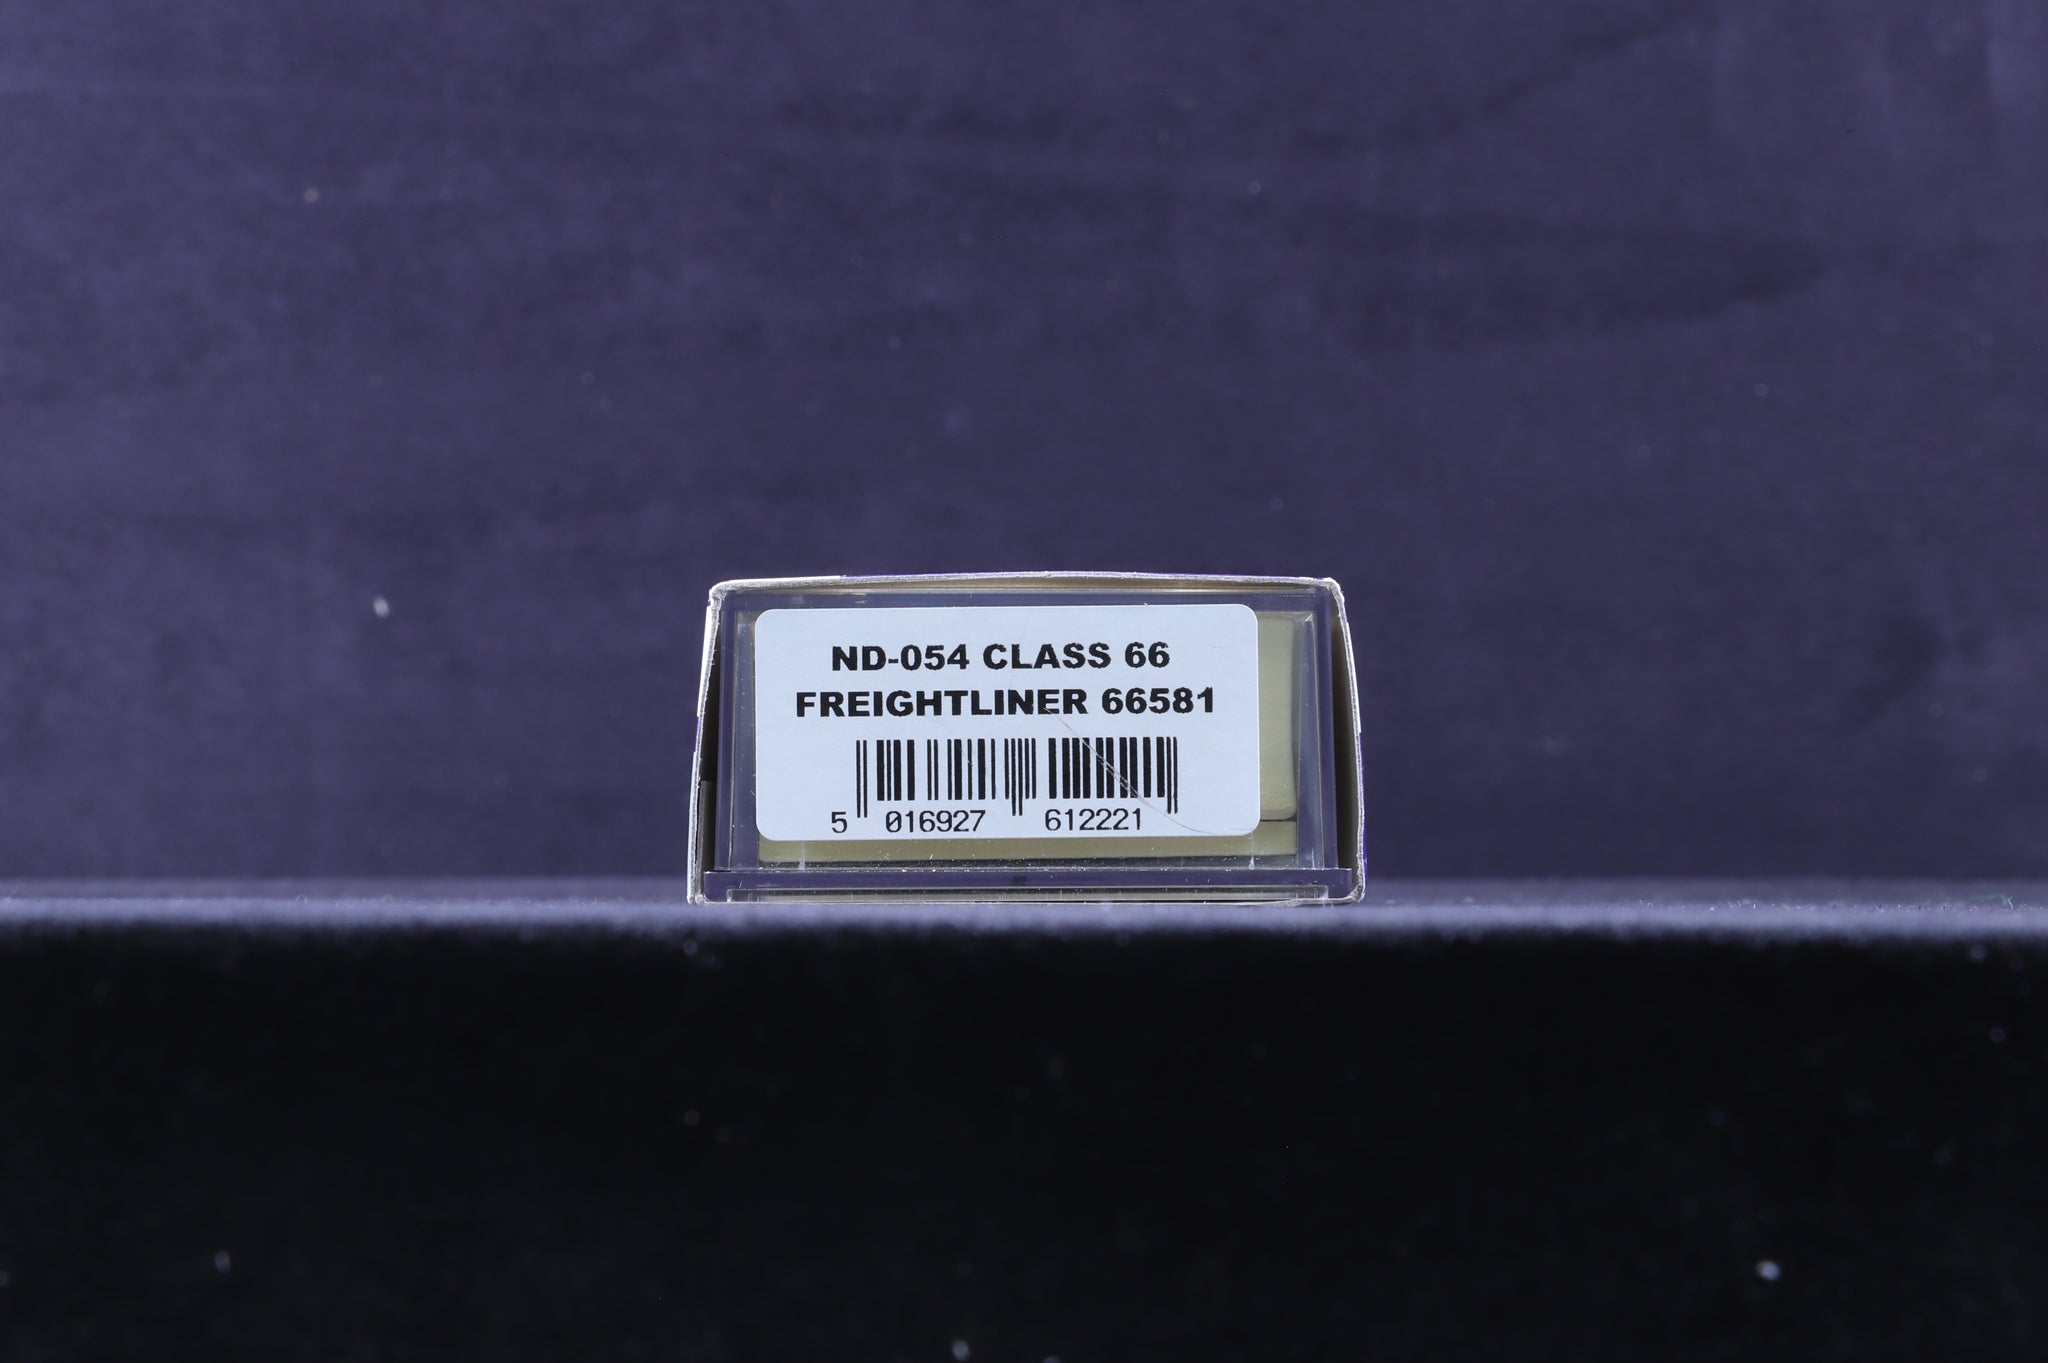 ND-054 CLASS 66
FREIGHTLINER 66581
5 016927 612221